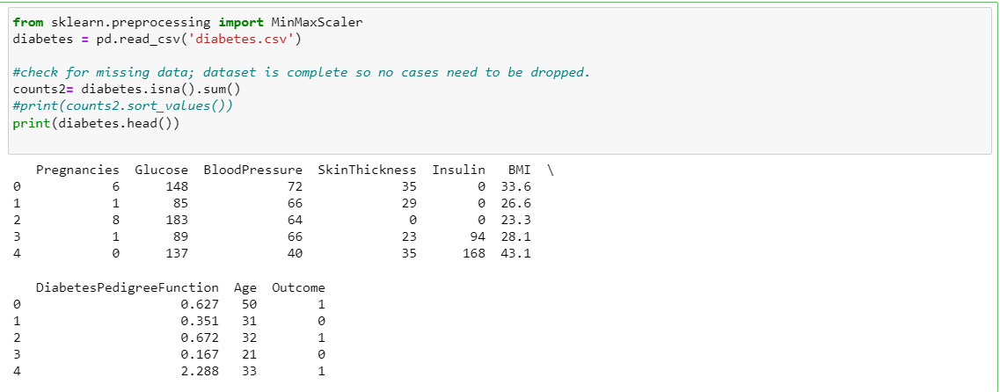 from sklearn.preprocessing import MinMaxScaler
diabetes = pd.read_csv('diabetes.csv')
#check for missing data; dataset is complete so no cases need to be dropped.
counts2= diabetes.isna().sum()
#print(counts2.sort_values())
print(diabetes.head())
   Pregnancies  Glucose  BloodPressure  SkinThickness  Insulin   BMI  \
0            6      148             72             35        0  33.6
1            1       85             66             29        0  26.6
2            8      183             64              0        0  23.3
3            1       89             66             23       94  28.1
4            0      137             40             35      168  43.1
   DiabetesPedigreeFunction  Age  Outcome
0                     0.627   50        1
1                     0.351   31        0
2                     0.672   32        1
3                     0.167   21        0
4                     2.288   33        1